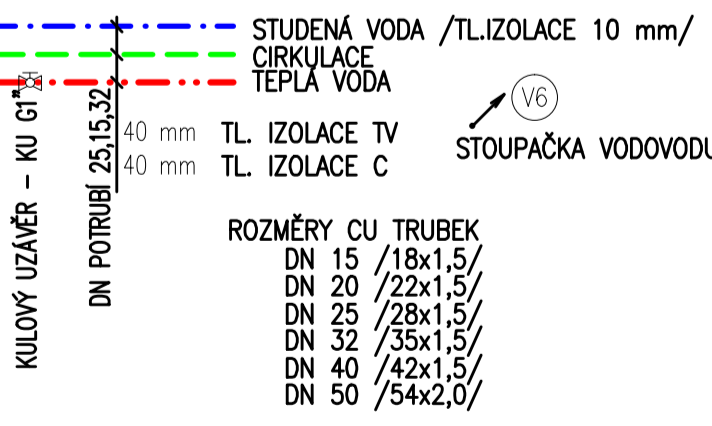 STUDENÁ VODA /TL.IZOLACE 10 mm/
CIRKULACE
TEPLÁ VODA
KULOVÝ UZÁVĚR - KU G1"
DN POTRUBÍ 25,15,32
40 mm TL. IZOLACE TV
40 mm TL. IZOLACE C
V6
STOUPAČKA VODOVODU
ROZMĚRY CU TRUBEK
DN 15 /18x1,5/
DN 20 /22x1,5/
DN 25 /28x1,5/
DN 32 /35x1,5/
DN 40 /42x1,5/
DN 50 /54x2,0/